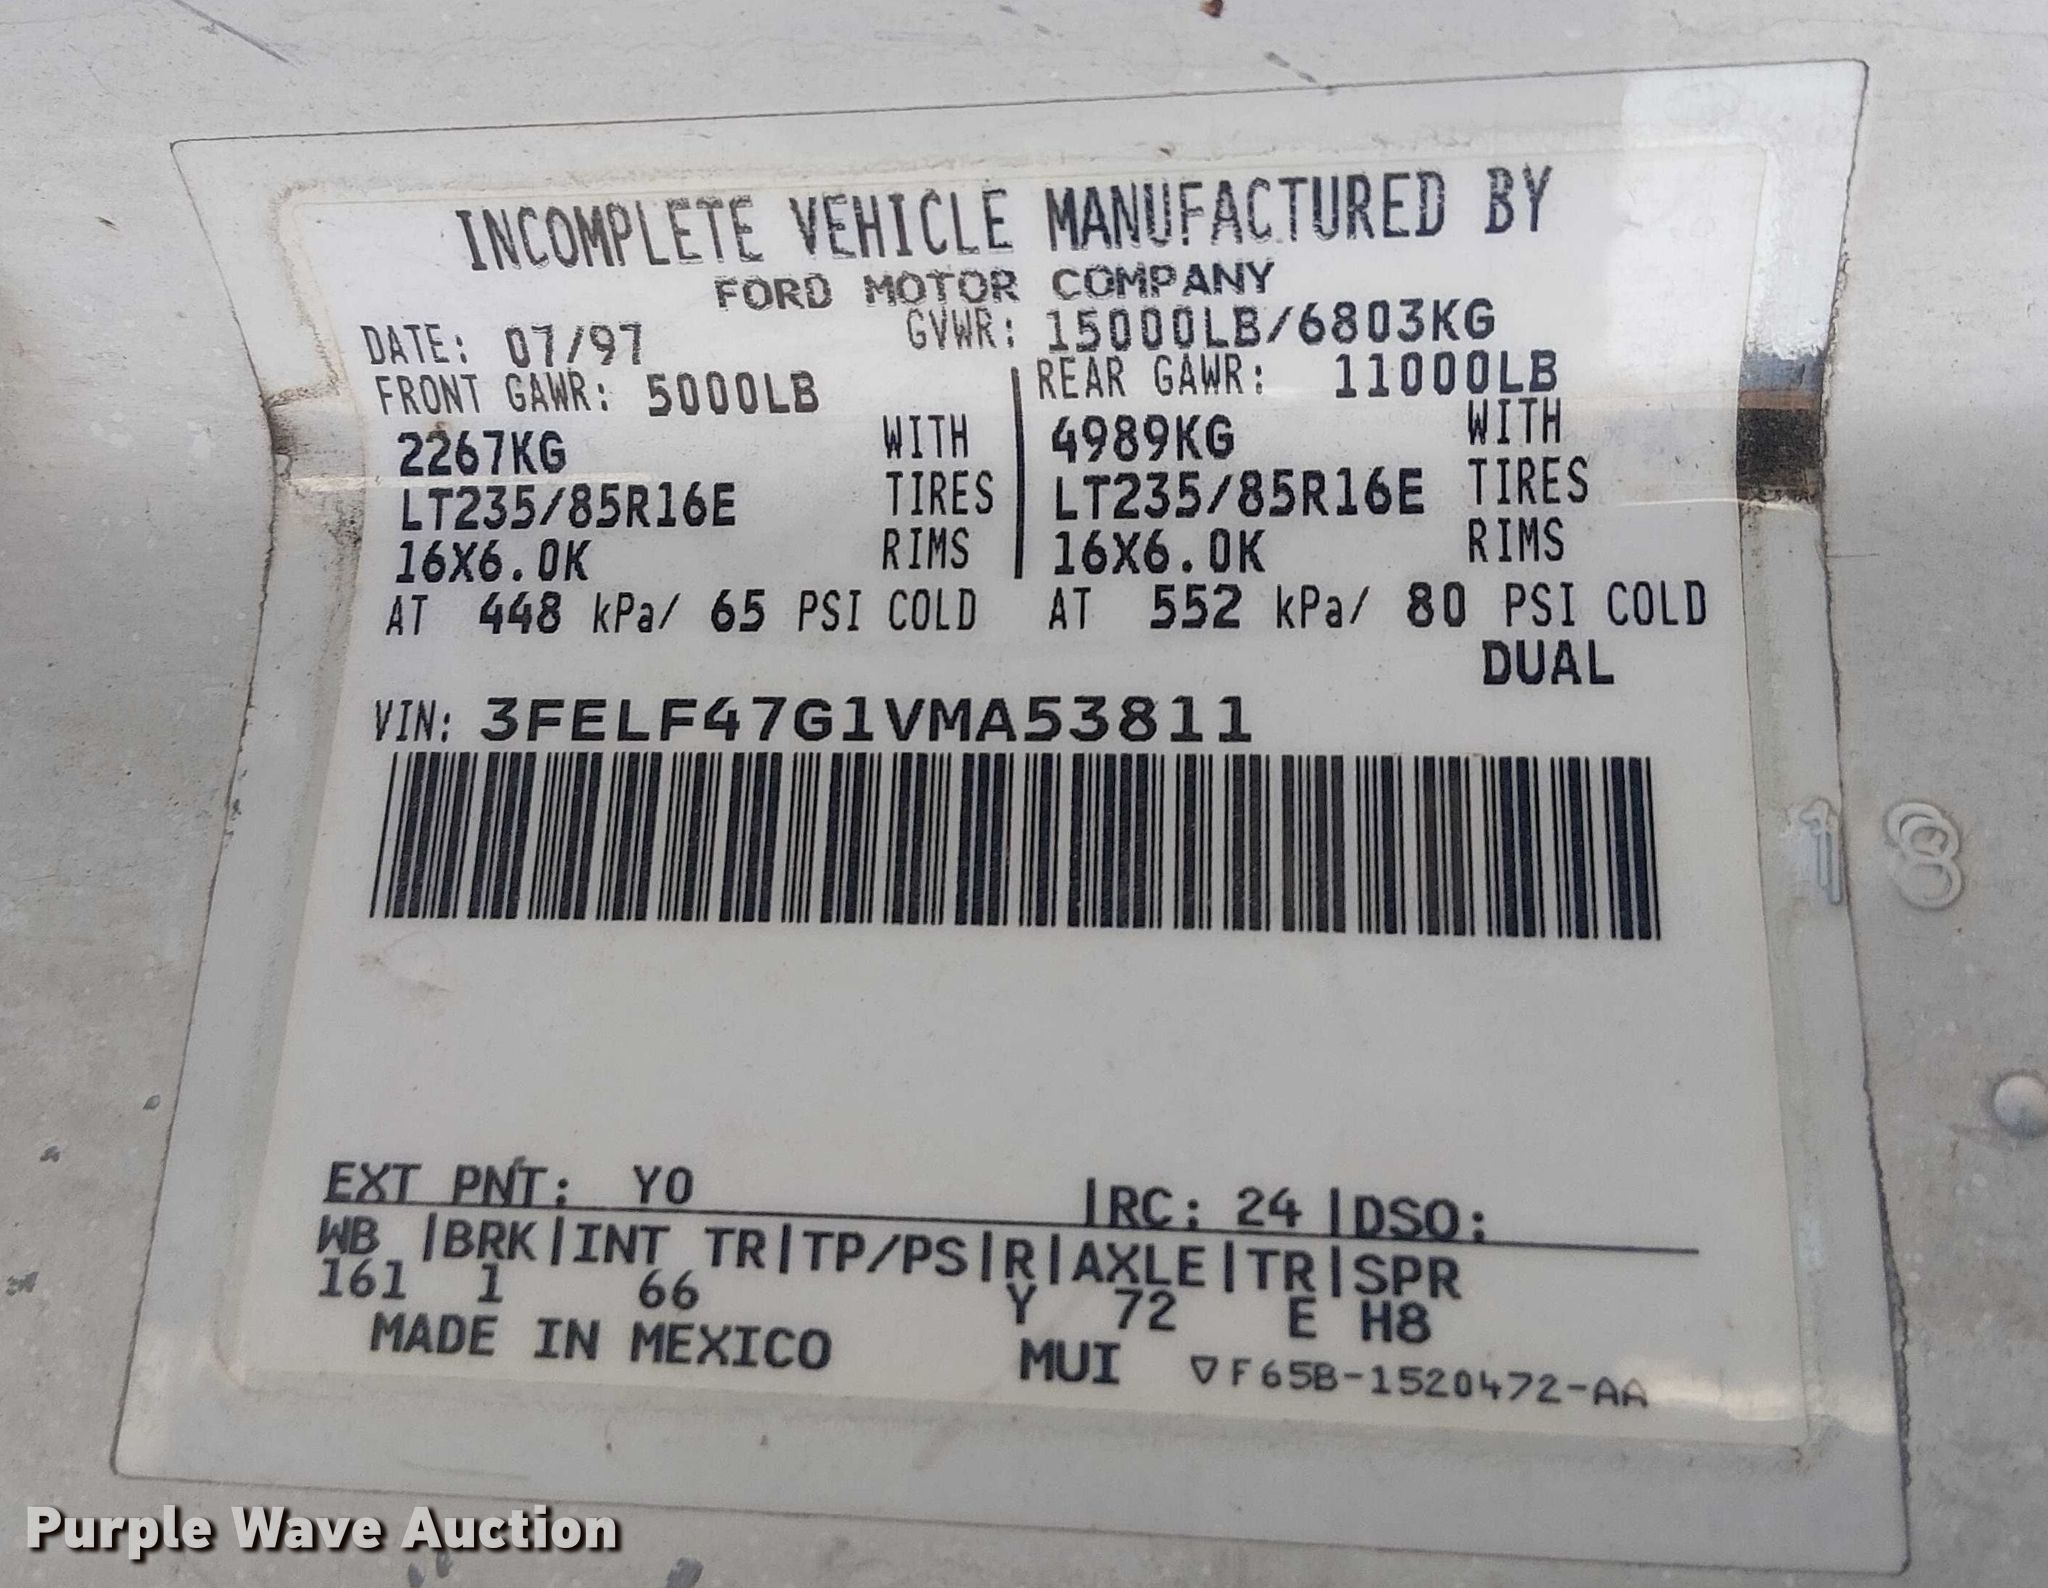 INCOMPLETE VEHICLE MANUFACTURED BY
FORD MOTOR COMPANY
DATE: 07/97 GVWR: 15000LB/6803KG
FRONT GAWR: 5000LB REAR GAWR: 11000LB
2267KG WITH 4989KG WITH
LT235/85R16E TIRES LT235/85R16E TIRES
16X6.0K RIMS 16X6.0K RIMS
AT 448 kPa/ 65 PSI COLD AT 552 kPa/ 80 PSI COLD
DUAL
VIN: 3FELF47G1VMA53811
18
EXT PNT: YO |RC: 24 |DSO:
WB |BRK|INT TR|TP/PS|R|AXLE|TR|SPR
161 1 66 Y 72 E H8
MADE IN MEXICO MUI ▽F65B-1520472-AA
Purple Wave Auction